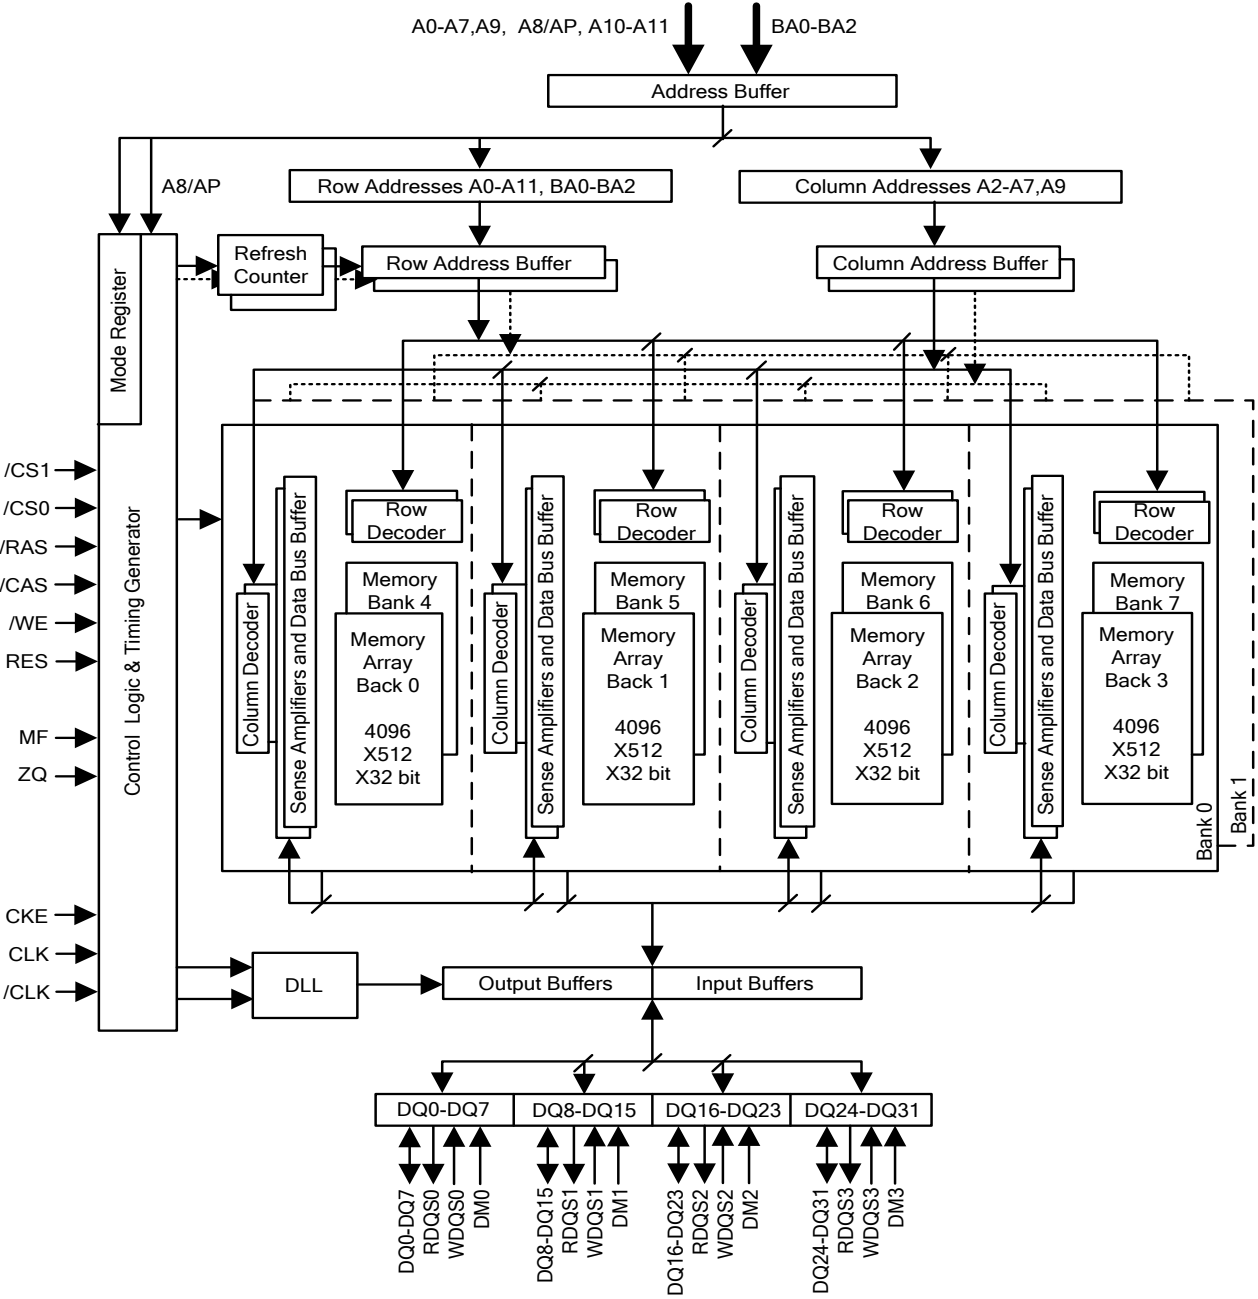 A0-A7,A9, A8/AP, A10-A11
BA0-BA2
Address Buffer
A8/AP
Row Addresses A0-A11, BA0-BA2
Column Addresses A2-A7,A9
Refresh
Counter
Row Address Buffer
Column Address Buffer
Mode Register
Control Logic & Timing Generator
/CS1
/CS0
/RAS
/CAS
/WE
RES
MF
ZQ
CKE
CLK
/CLK
Column Decoder
Sense Amplifiers and Data Bus Buffer
Row
Decoder
Memory
Bank 4
Memory
Array
Back 0
4096
X512
X32 bit
Column Decoder
Sense Amplifiers and Data Bus Buffer
Row
Decoder
Memory
Bank 5
Memory
Array
Back 1
4096
X512
X32 bit
Column Decoder
Sense Amplifiers and Data Bus Buffer
Row
Decoder
Memory
Bank 6
Memory
Array
Back 2
4096
X512
X32 bit
Column Decoder
Sense Amplifiers and Data Bus Buffer
Row
Decoder
Memory
Bank 7
Memory
Array
Back 3
4096
X512
X32 bit
Bank 0
Bank 1
DLL
Output Buffers
Input Buffers
DQ0-DQ7
DQ8-DQ15
DQ16-DQ23
DQ24-DQ31
DQ0-DQ7
RDQS0
WDQS0
DM0
DQ8-DQ15
RDQS1
WDQS1
DM1
DQ16-DQ23
RDQS2
WDQS2
DM2
DQ24-DQ31
RDQS3
WDQS3
DM3